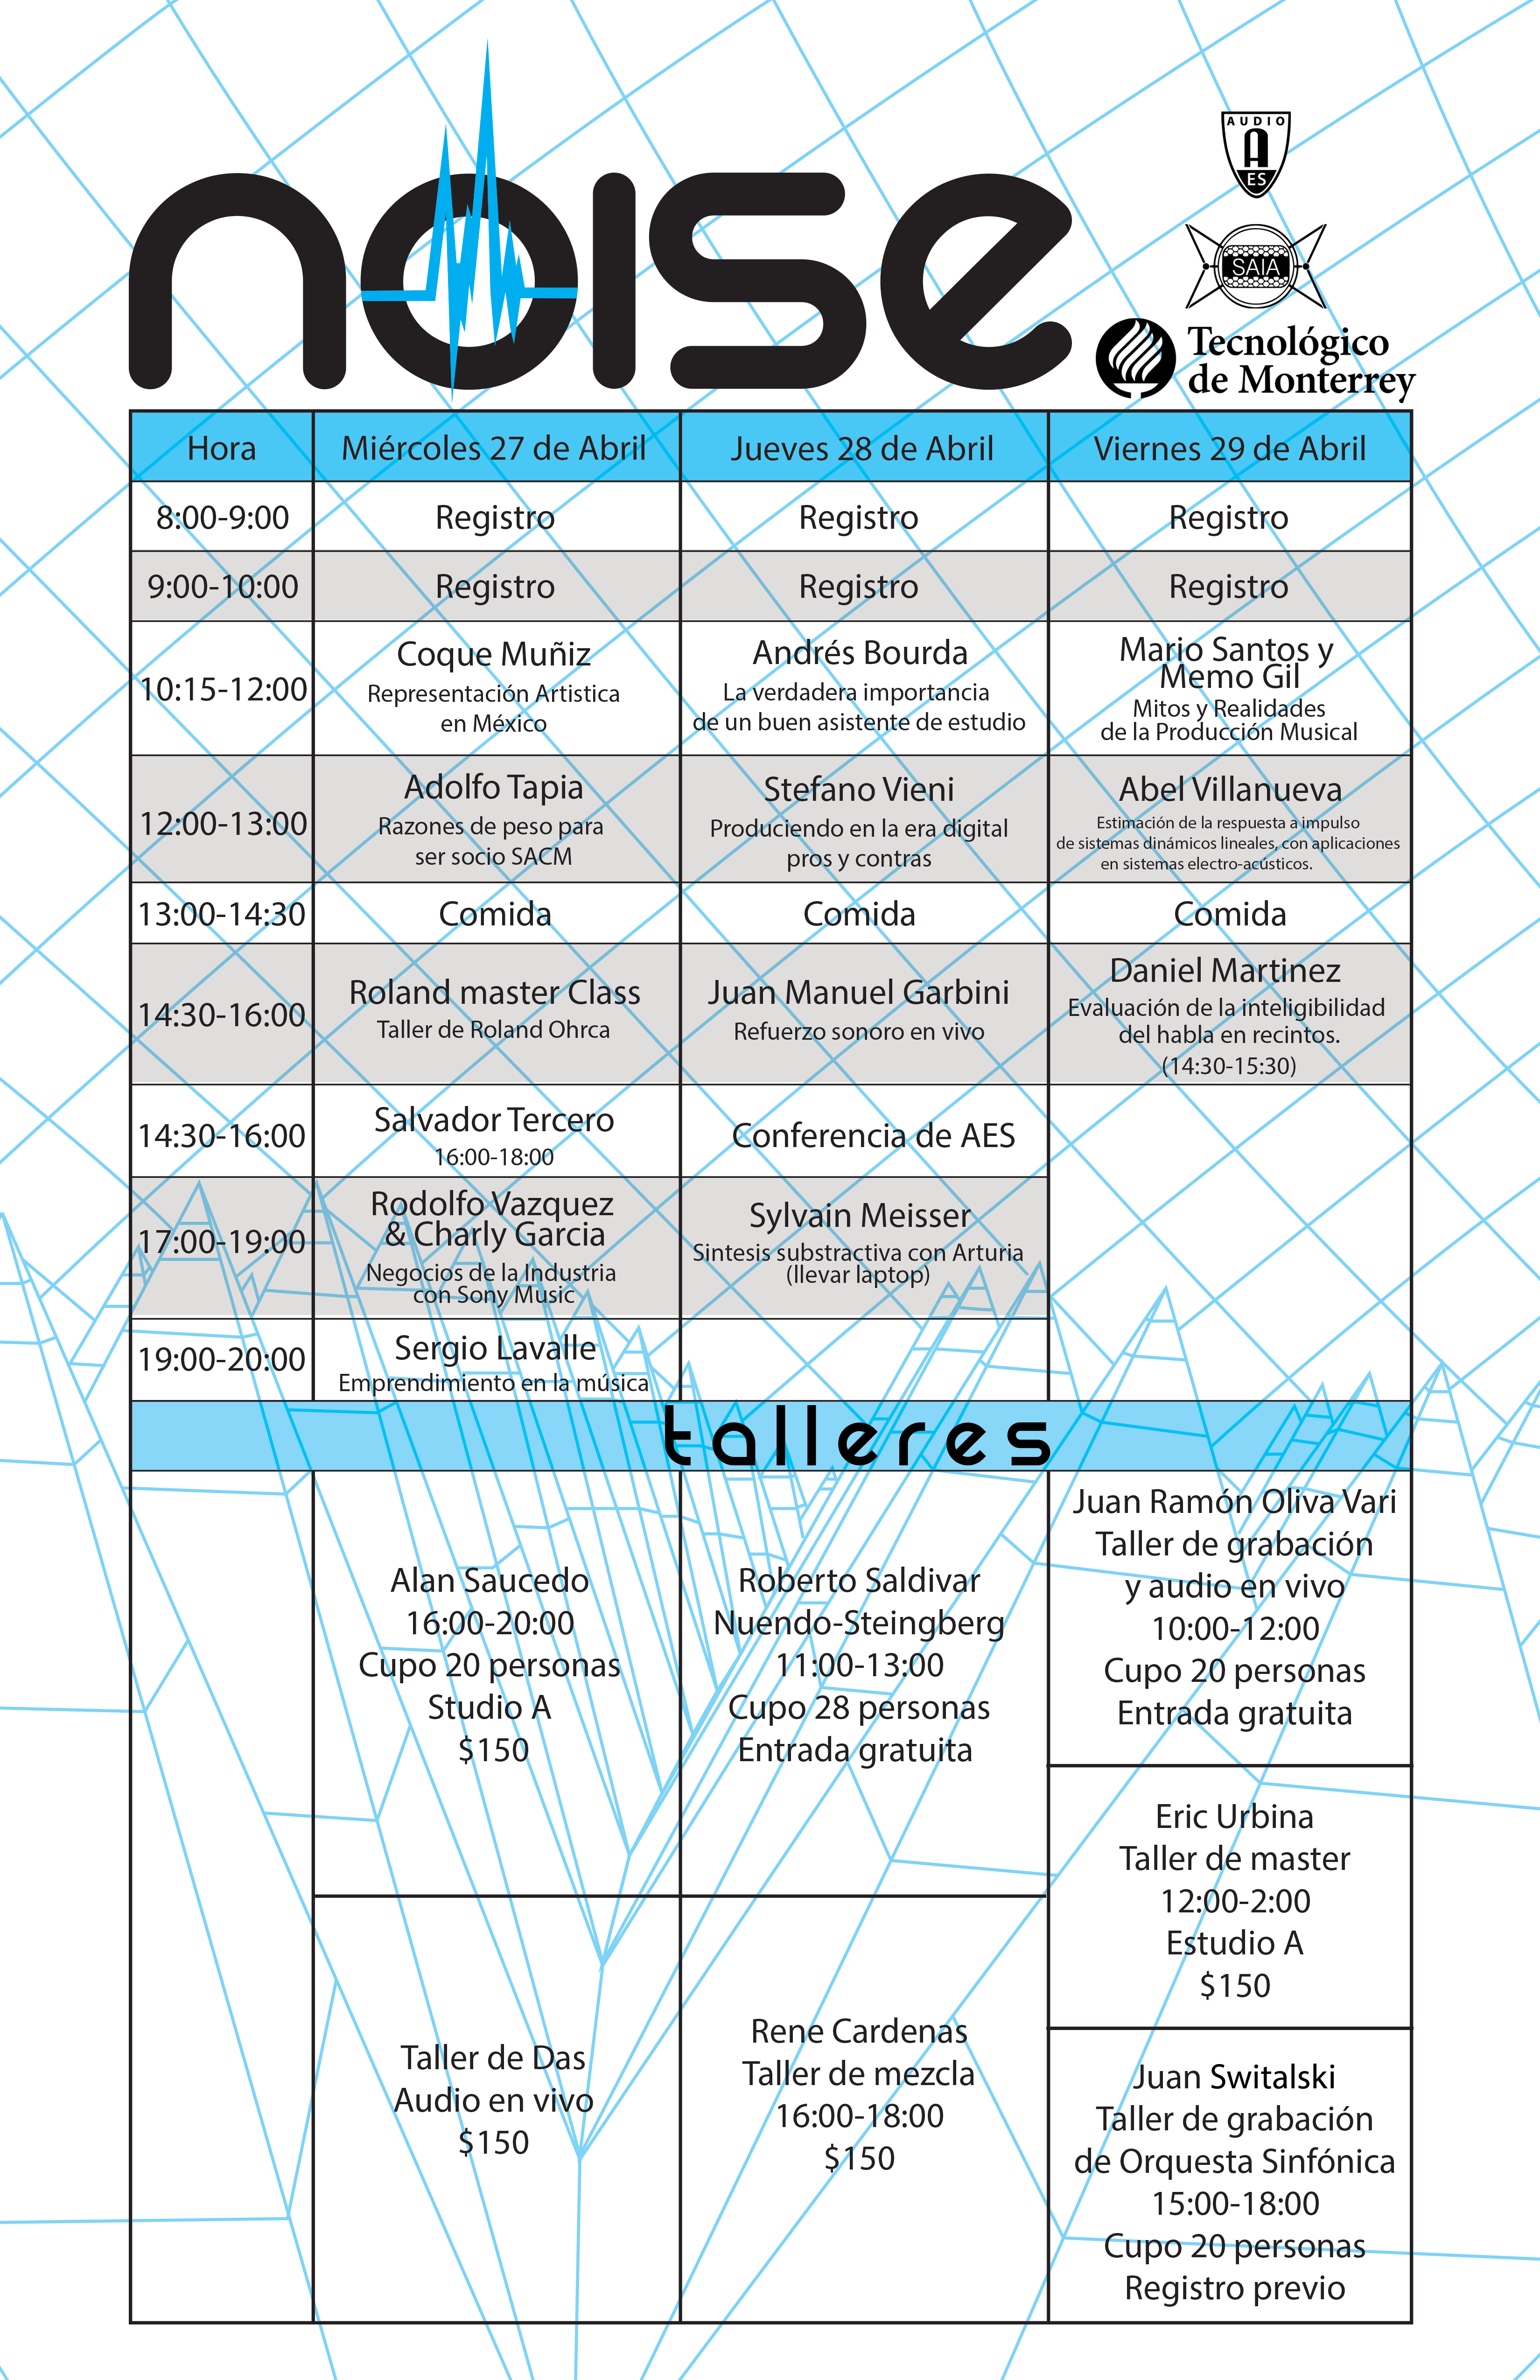 noise
AUDIO
A
ES
SAIA
Tecnológico
de Monterrey
Hora
Miércoles 27 de Abril
Jueves 28 de Abril
Viernes 29 de Abril
8:00-9:00
Registro
Registro
Registro
9:00-10:00
Registro
Registro
Registro
10:15-12:00
Coque Muñiz
Representación Artistica
en México
Andrés Bourda
La verdadera importancia
de un buen asistente de estudio
Mario Santos y
Memo Gil
Mitos y Realidades
de la Producción Musical
12:00-13:00
Adolfo Tapia
Razones de peso para
ser socio SACM
Stefano Vieni
Produciendo en la era digital
pros y contras
Abel Villanueva
Estimación de la respuesta a impulso
de sistemas dinámicos lineales, con aplicaciones
en sistemas electro-acústicos.
13:00-14:30
Comida
Comida
Comida
14:30-16:00
Roland master Class
Taller de Roland Ohrca
Juan Manuel Garbini
Refuerzo sonoro en vivo
Daniel Martinez
Evaluación de la inteligibilidad
del habla en recintos.
(14:30-15:30)
14:30-16:00
Salvador Tercero
16:00-18:00
Conferencia de AES
17:00-19:00
Rodolfo Vazquez
& Charly Garcia
Negocios de la Industria
con Sony Music
Sylvain Meisser
Sintesis substractiva con Arturia
(llevar laptop)
19:00-20:00
Sergio Lavalle
Emprendimiento en la música
talleres
Alan Saucedo
16:00-20:00
Cupo 20 personas
Studio A
$150
Roberto Saldivar
Nuendo-Steingberg
11:00-13:00
Cupo 28 personas
Entrada gratuita
Juan Ramón Oliva Vari
Taller de grabación
y audio en vivo
10:00-12:00
Cupo 20 personas
Entrada gratuita
Eric Urbina
Taller de master
12:00-2:00
Estudio A
$150
Taller de Das
Audio en vivo
$150
Rene Cardenas
Taller de mezcla
16:00-18:00
$150
Juan Switalski
Taller de grabación
de Orquesta Sinfónica
15:00-18:00
Cupo 20 personas
Registro previo